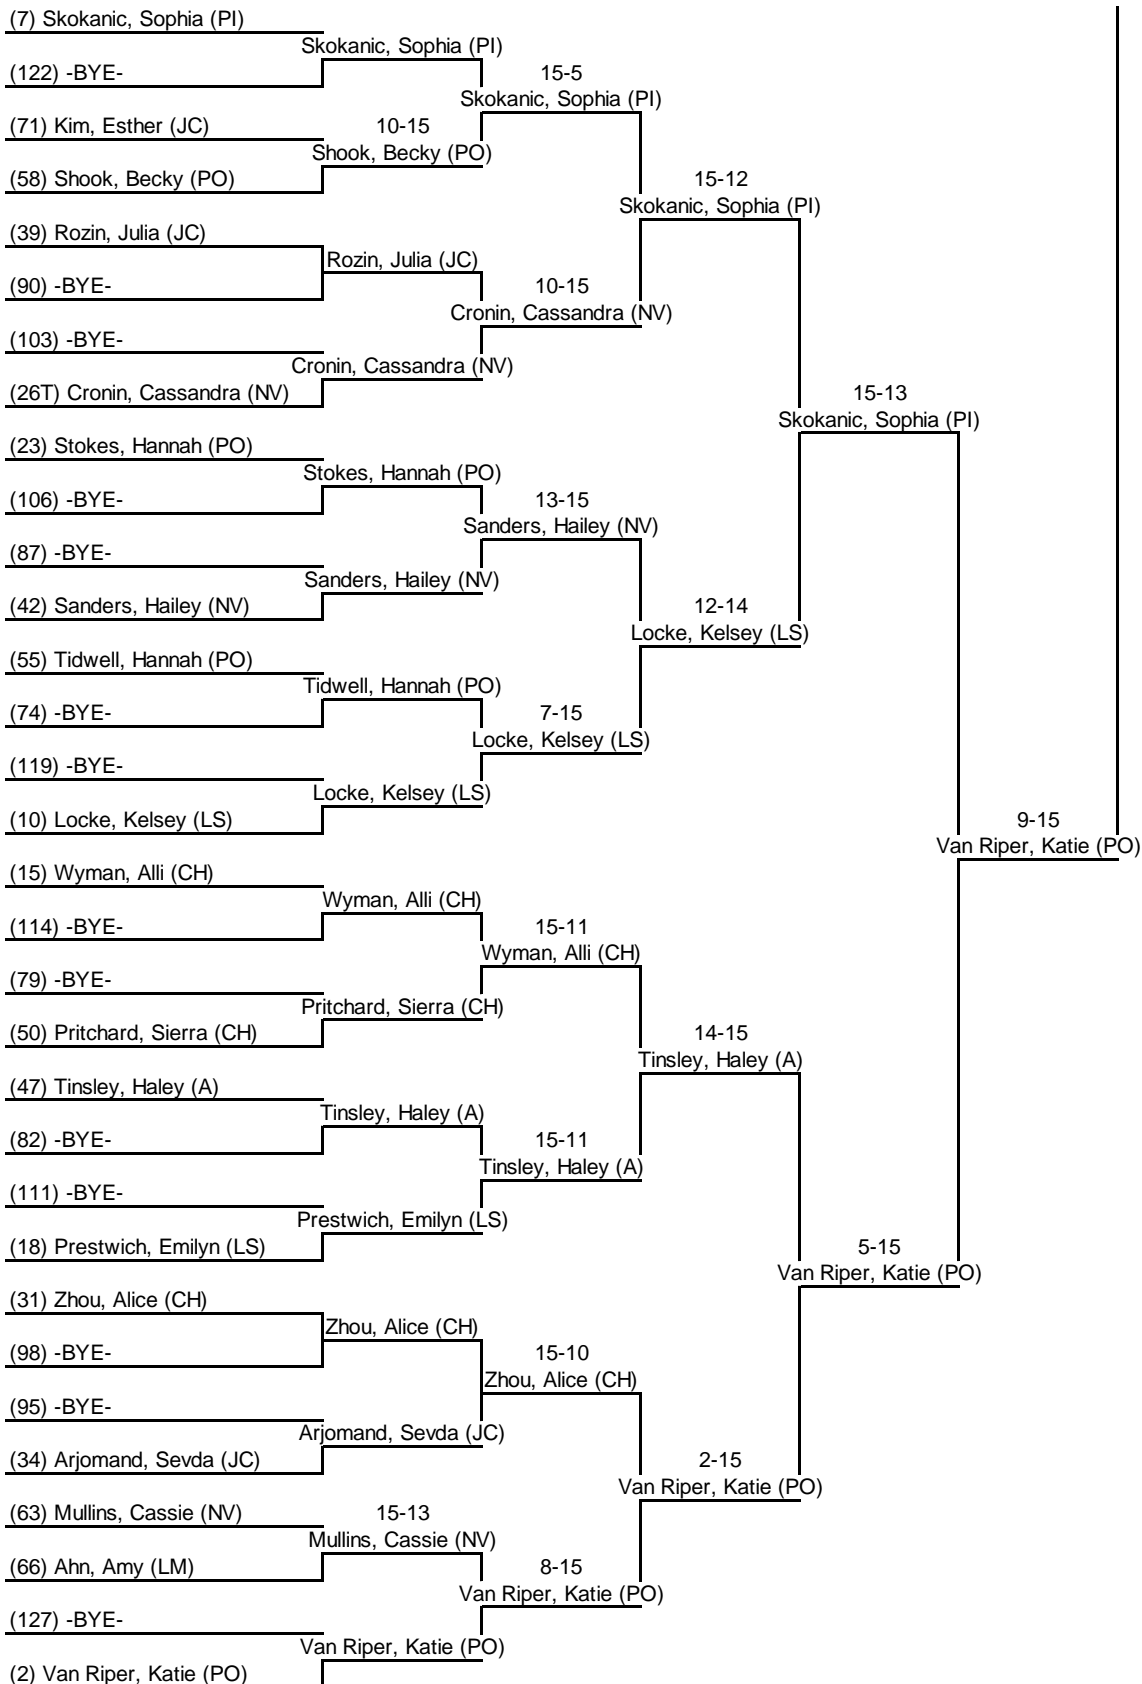 (7) Skokanic, Sophia (PI)
Skokanic, Sophia (PI)
(122) -BYE-
15-5
Skokanic, Sophia (PI)
(71) Kim, Esther (JC)
10-15
Shook, Becky (PO)
(58) Shook, Becky (PO)
15-12
Skokanic, Sophia (PI)
(39) Rozin, Julia (JC)
Rozin, Julia (JC)
(90) -BYE-
10-15
Cronin, Cassandra (NV)
(103) -BYE-
Cronin, Cassandra (NV)
(26T) Cronin, Cassandra (NV)
15-13
Skokanic, Sophia (PI)
(23) Stokes, Hannah (PO)
Stokes, Hannah (PO)
(106) -BYE-
13-15
Sanders, Hailey (NV)
(87) -BYE-
Sanders, Hailey (NV)
(42) Sanders, Hailey (NV)
12-14
Locke, Kelsey (LS)
(55) Tidwell, Hannah (PO)
Tidwell, Hannah (PO)
(74) -BYE-
7-15
Locke, Kelsey (LS)
(119) -BYE-
Locke, Kelsey (LS)
(10) Locke, Kelsey (LS)
9-15
Van Riper, Katie (PO)
(15) Wyman, Alli (CH)
Wyman, Alli (CH)
(114) -BYE-
15-11
Wyman, Alli (CH)
(79) -BYE-
Pritchard, Sierra (CH)
(50) Pritchard, Sierra (CH)
14-15
Tinsley, Haley (A)
(47) Tinsley, Haley (A)
Tinsley, Haley (A)
(82) -BYE-
15-11
Tinsley, Haley (A)
(111) -BYE-
Prestwich, Emilyn (LS)
(18) Prestwich, Emilyn (LS)
5-15
Van Riper, Katie (PO)
(31) Zhou, Alice (CH)
Zhou, Alice (CH)
(98) -BYE-
15-10
Zhou, Alice (CH)
(95) -BYE-
Arjomand, Sevda (JC)
(34) Arjomand, Sevda (JC)
2-15
Van Riper, Katie (PO)
(63) Mullins, Cassie (NV)
15-13
Mullins, Cassie (NV)
(66) Ahn, Amy (LM)
8-15
Van Riper, Katie (PO)
(127) -BYE-
Van Riper, Katie (PO)
(2) Van Riper, Katie (PO)